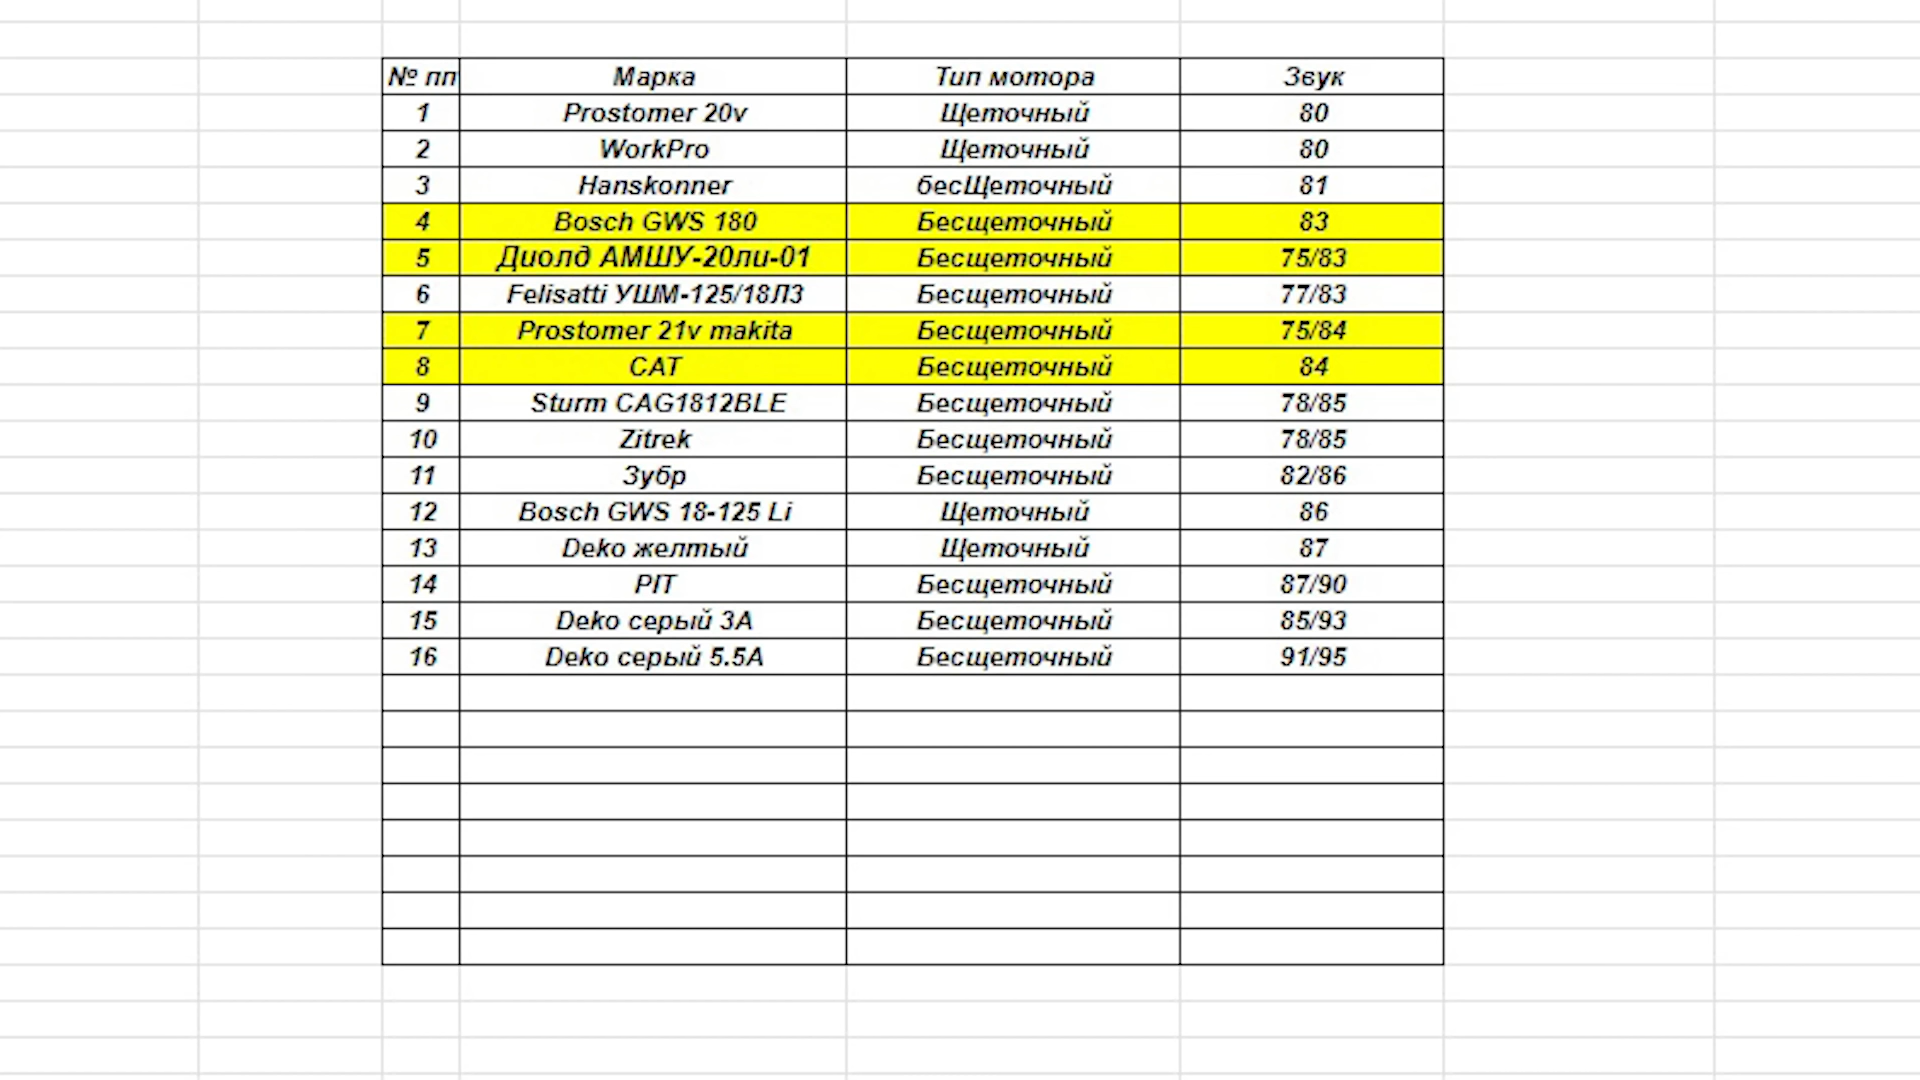 № пп Марка Тип мотора Звук
1 Prostomer 20v Щеточный 80
2 WorkPro Щеточный 80
3 Hanskonner бесЩеточный 81
4 Bosch GWS 180 Бесщеточный 83
5 Диолд АМШУ-20ли-01 Бесщеточный 75/83
6 Felisatti УШМ-125/18Л3 Бесщеточный 77/83
7 Prostomer 21v makita Бесщеточный 75/84
8 CAT Бесщеточный 84
9 Sturm CAG1812BLE Бесщеточный 78/85
10 Zitrek Бесщеточный 78/85
11 Зубр Бесщеточный 82/86
12 Bosch GWS 18-125 Li Щеточный 86
13 Deko желтый Щеточный 87
14 PIT Бесщеточный 87/90
15 Deko серый 3А Бесщеточный 85/93
16 Deko серый 5.5А Бесщеточный 91/95